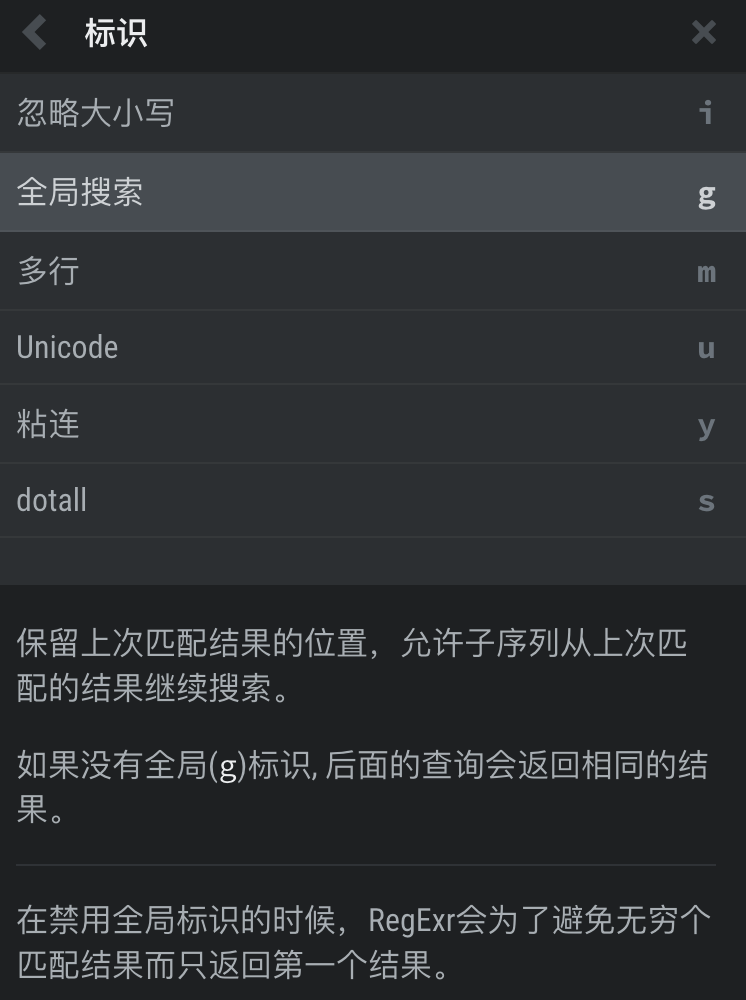 标识
忽略大小写 i
全局搜索 g
多行 m
Unicode u
粘连 y
dotall s
保留上次匹配结果的位置，允许子序列从上次匹
配的结果继续搜索。
如果没有全局(g)标识, 后面的查询会返回相同的结
果。
在禁用全局标识的时候，RegExr会为了避免无穷个
匹配结果而只返回第一个结果。